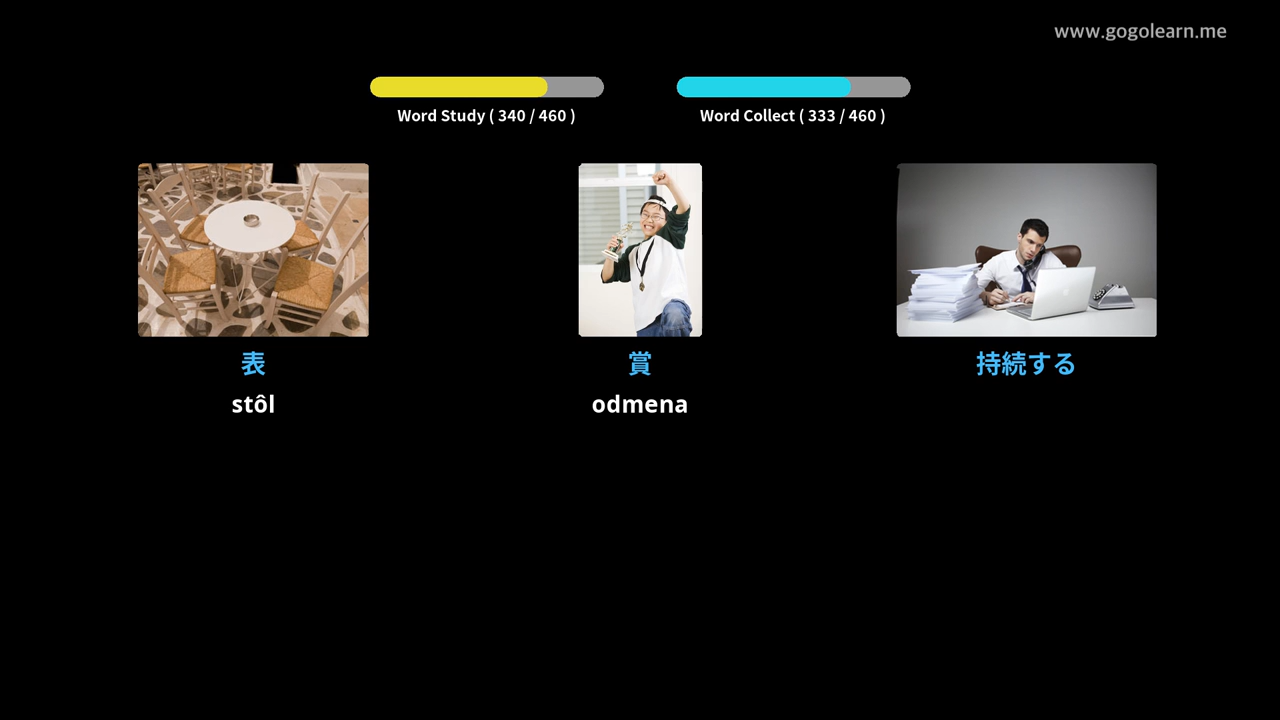 www.gogolearn.me
Word Study ( 340 / 460 )
Word Collect ( 333 / 460 )
表
賞
持続する
stôl
odmena